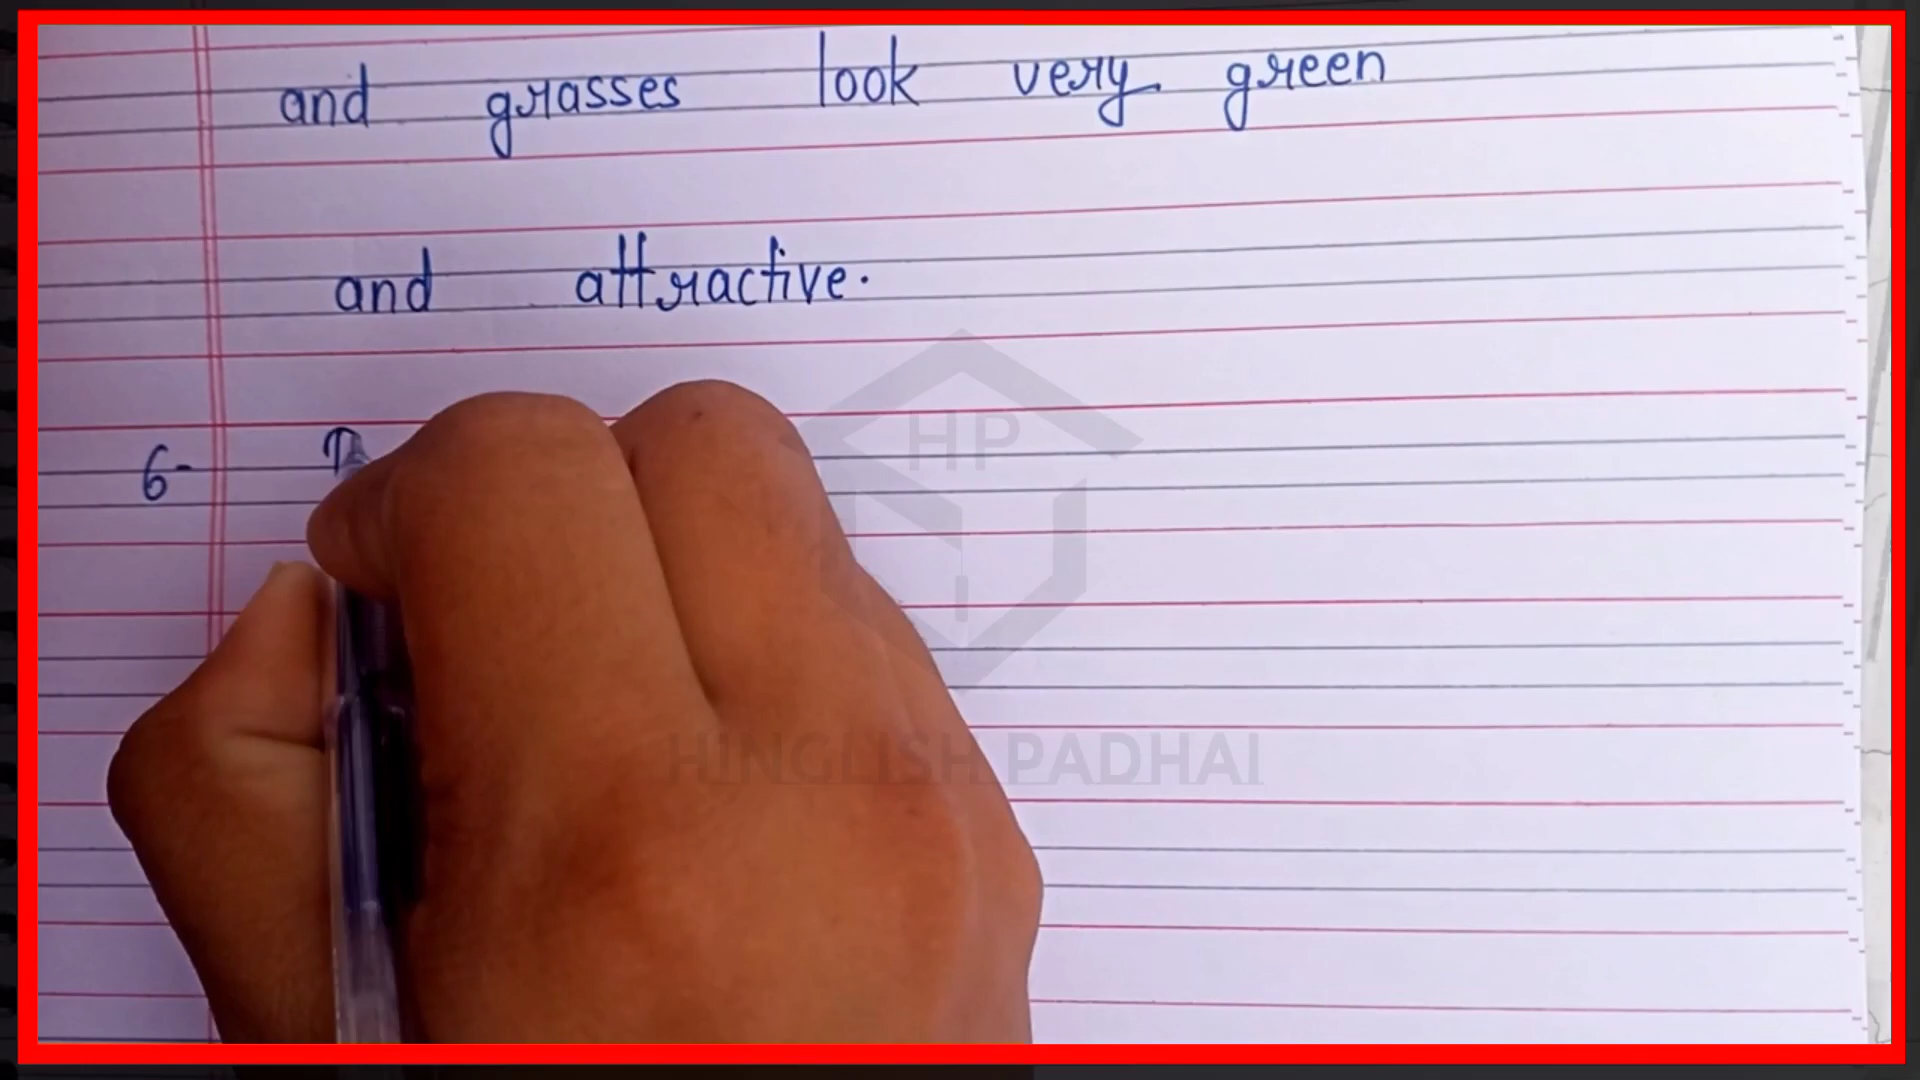 and grasses look very green
and attractive.
6-
HP
HINGLISH PADHAI